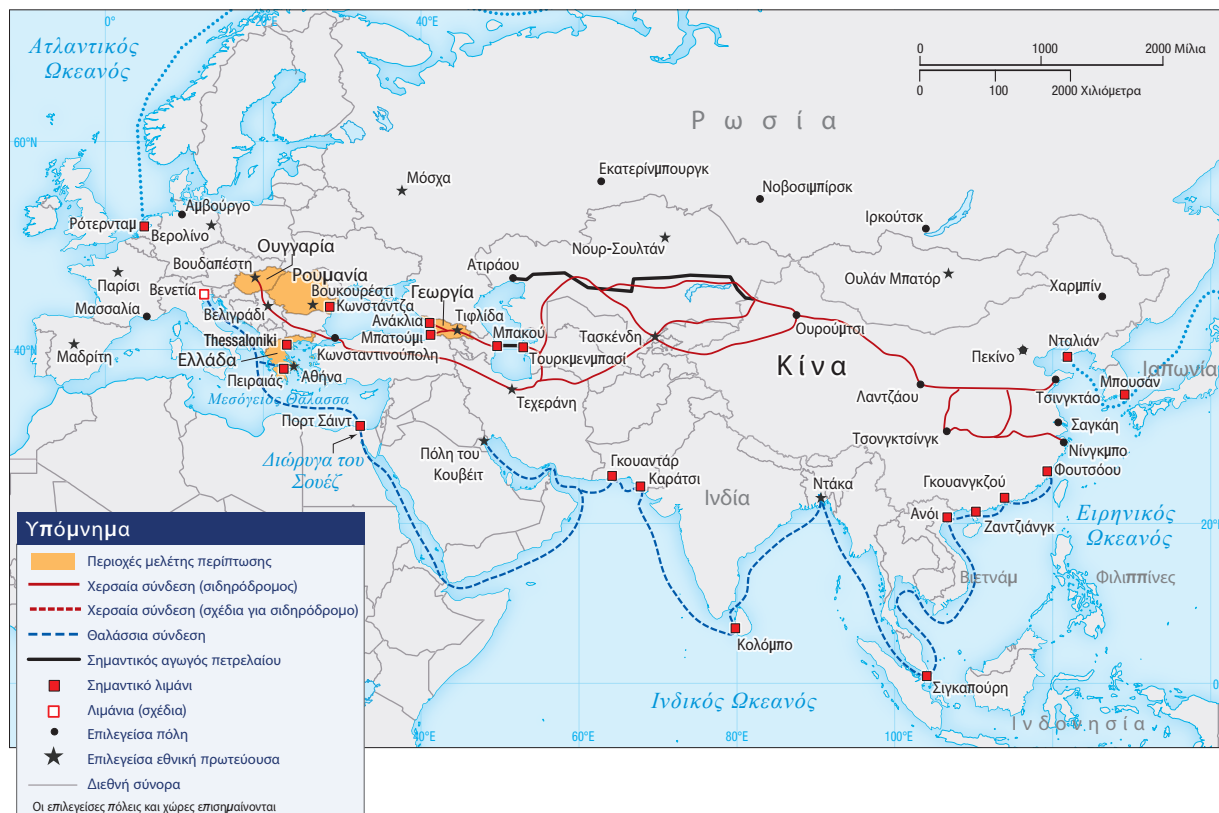 0°
20°E
40°E
Ατλαντικός
Ωκεανός
0 1000 2000 Μίλια
0 100 2000 Χιλιόμετρα
Ρωσία
60°N
Μόσχα
Εκατερίνμπουργκ
Νοβοσιμπίρσκ
Ιρκούτσκ
Αμβούργο
Ρότερνταμ
Βερολίνο
Ουγγαρία
Νουρ-Σουλτάν
Βουδαπέστη
Ρουμανία
Ατιράου
Ουλάν Μπατόρ
Παρίσι
Βενετία
Βουκουρέστι
Κωνστάντζα
Γεωργία
Χαρμπίν
Μασσαλία
Βελιγράδι
Ανάκλια
Τιφλίδα
Μπατούμι
Μπακού
Τασκένδη
Ουρούμτσι
Thessaloniki
40°N
Μαδρίτη
Ελλάδα
Κωνσταντινούπολη
Τουρκμενμπασί
Κίνα
Πεκίνο
Νταλιάν
Ιαπωνία
Πειραιάς
Αθήνα
Μπουσάν
Μεσόγειος Θάλασσα
Τεχεράνη
Λαντζάου
Τσινγκτάο
Πορτ Σάιντ
Τσονγκτσίνγκ
Σαγκάη
Νίνγκμπο
Διώρυγα του
Σουέζ
Πόλη του
Κουβέιτ
Γκουαντάρ
Καράτσι
Ινδία
Ντάκα
Γκουανγκζού
Φουτσόου
Ανόι
Ζαντζιάνγκ
Ειρηνικός
Ωκεανός
20°N
Βιετνάμ
Φιλιππίνες
Κολόμπο
Σιγκαπούρη
Ινδικός Ωκεανός
0°
Ινδονησία
40°E
60°E
80°E
100°E
Υπόμνημα
Περιοχές μελέτης περίπτωσης
Χερσαία σύνδεση (σιδηρόδρομος)
Χερσαία σύνδεση (σχέδια για σιδηρόδρομο)
Θαλάσσια σύνδεση
Σημαντικός αγωγός πετρελαίου
Σημαντικό λιμάνι
Λιμάνια (σχέδια)
Επιλεγείσα πόλη
Επιλεγείσα εθνική πρωτεύουσα
Διεθνή σύνορα
Οι επιλεγείσες πόλεις και χώρες επισημαίνονται